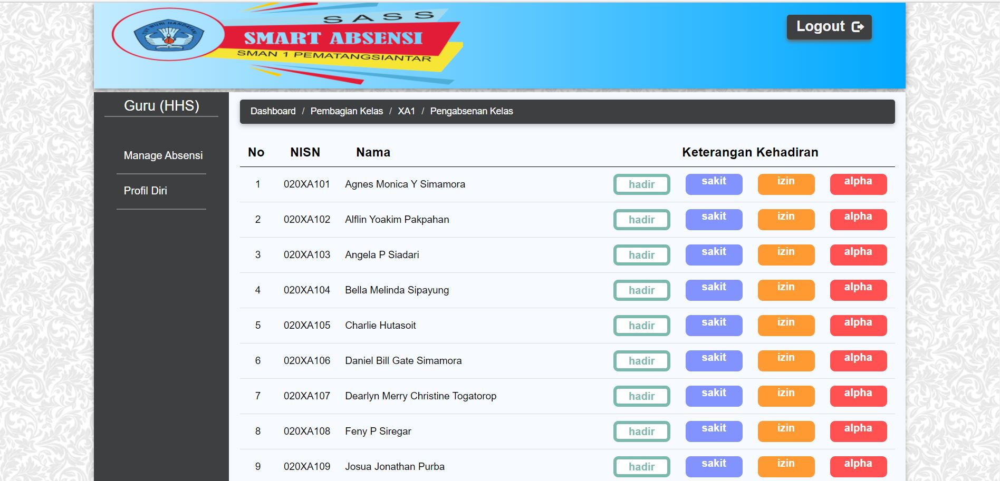 SASS
TUT WURI HANDAYANI
SMART ABSENSI
SMAN 1 PEMATANGSIANTAR
Logout
Guru (HHS)
Manage Absensi
Profil Diri
Dashboard / Pembagian Kelas / XA1 / Pengabsenan Kelas
No NISN Nama Keterangan Kehadiran
1 020XA101 Agnes Monica Y Simamora hadir sakit izin alpha
2 020XA102 Alflin Yoakim Pakpahan hadir sakit izin alpha
3 020XA103 Angela P Siadari hadir sakit izin alpha
4 020XA104 Bella Melinda Sipayung hadir sakit izin alpha
5 020XA105 Charlie Hutasoit hadir sakit izin alpha
6 020XA106 Daniel Bill Gate Simamora hadir sakit izin alpha
7 020XA107 Dearlyn Merry Christine Togatorop hadir sakit izin alpha
8 020XA108 Feny P Siregar hadir sakit izin alpha
9 020XA109 Josua Jonathan Purba hadir sakit izin alpha